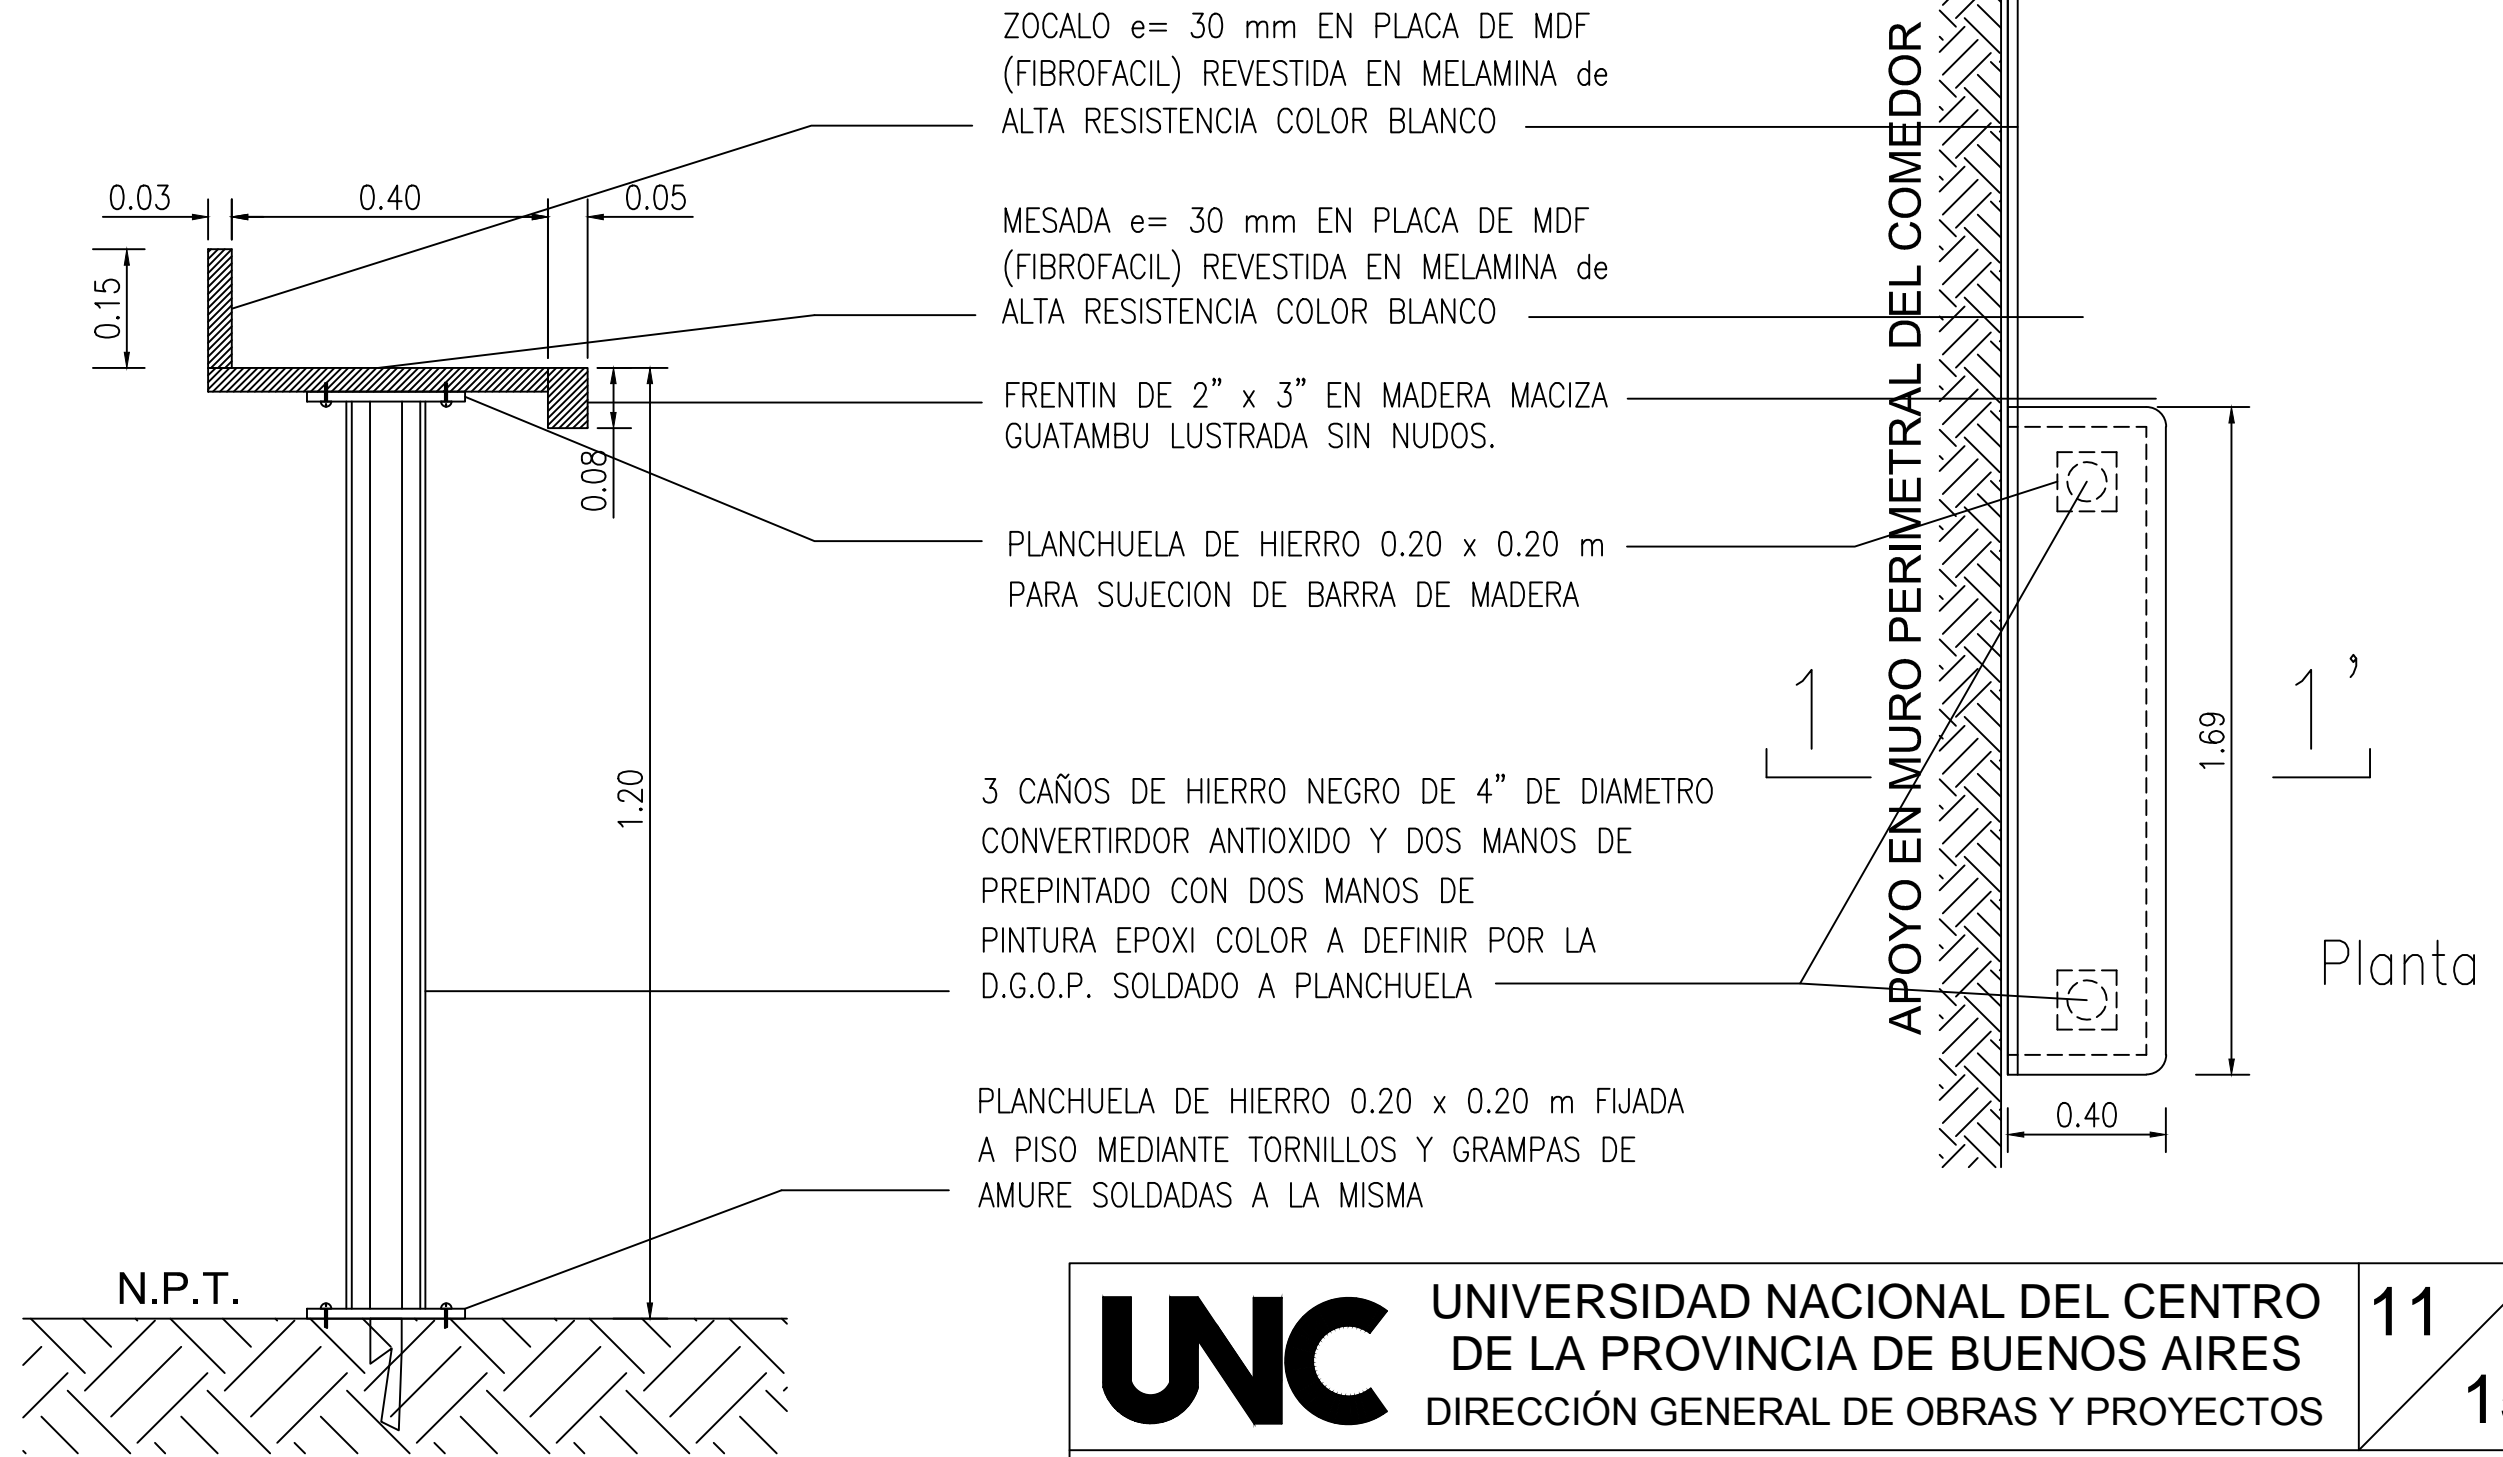 ZOCALO e= 30 mm EN PLACA DE MDF
(FIBROFACIL) REVESTIDA EN MELAMINA de
ALTA RESISTENCIA COLOR BLANCO
0.03
0.40
0.05
0.15
MESADA e= 30 mm EN PLACA DE MDF
(FIBROFACIL) REVESTIDA EN MELAMINA de
ALTA RESISTENCIA COLOR BLANCO
FRENTIN DE 2” x 3” EN MADERA MACIZA
GUATAMBU LUSTRADA SIN NUDOS.
0.08
PLANCHUELA DE HIERRO 0.20 x 0.20 m
PARA SUJECION DE BARRA DE MADERA
1.20
3 CAÑOS DE HIERRO NEGRO DE 4” DE DIAMETRO
CONVERTIRDOR ANTIOXIDO Y DOS MANOS DE
PREPINTADO CON DOS MANOS DE
PINTURA EPOXI COLOR A DEFINIR POR LA
D.G.O.P. SOLDADO A PLANCHUELA
PLANCHUELA DE HIERRO 0.20 x 0.20 m FIJADA
A PISO MEDIANTE TORNILLOS Y GRAMPAS DE
AMURE SOLDADAS A LA MISMA
N.P.T.
APOYO EN MURO PERIMETRAL DEL COMEDOR
1
1’
1.69
Planta
0.40
UNC
UNIVERSIDAD NACIONAL DEL CENTRO
DE LA PROVINCIA DE BUENOS AIRES
DIRECCIÓN GENERAL DE OBRAS Y PROYECTOS
11